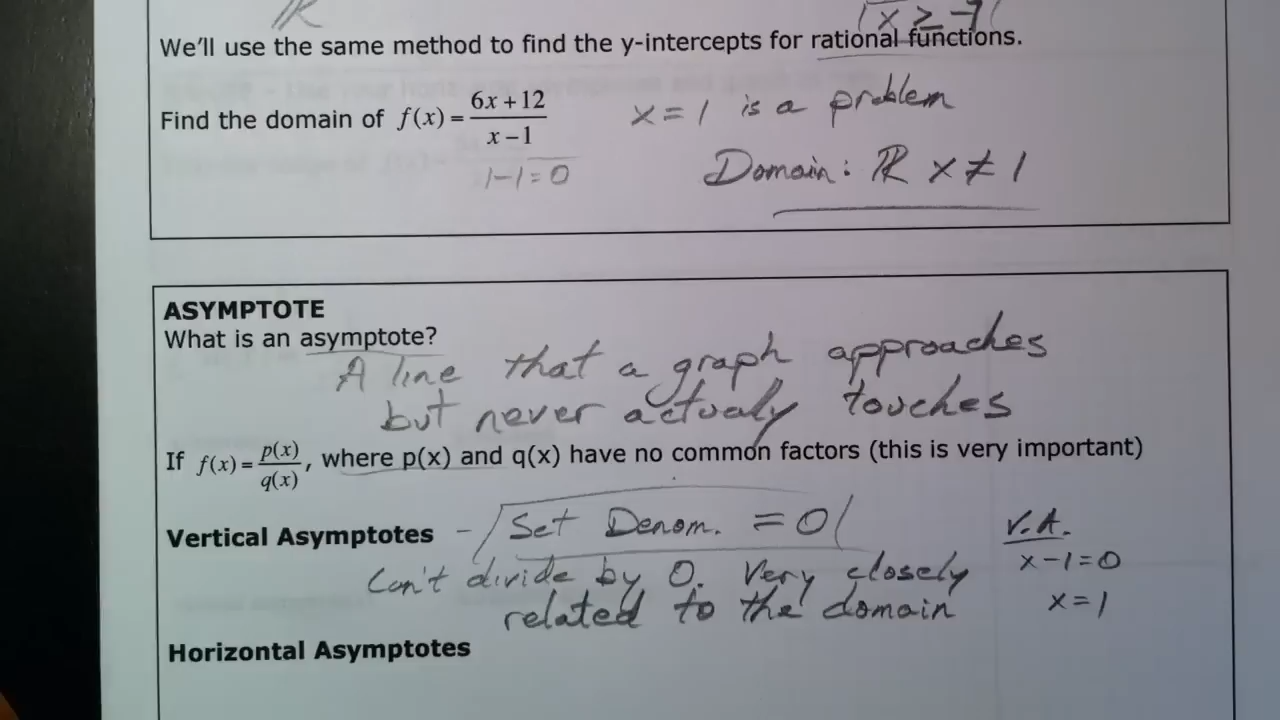 ℝ
x ≥ -7
We'll use the same method to find the y-intercepts for rational functions.
Find the domain of f(x) = (6x+12)/(x-1)
x = 1 is a problem
1-1=0
Domain: ℝ x ≠ 1
ASYMPTOTE
What is an asymptote?
A line that a graph approaches
but never actualy touches
If f(x) = p(x)/q(x), where p(x) and q(x) have no common factors (this is very important)
Vertical Asymptotes - Set Denom. = 0
V.A.
x-1=0
x=1
Can't divide by 0. Very closely
related to the domain
Horizontal Asymptotes